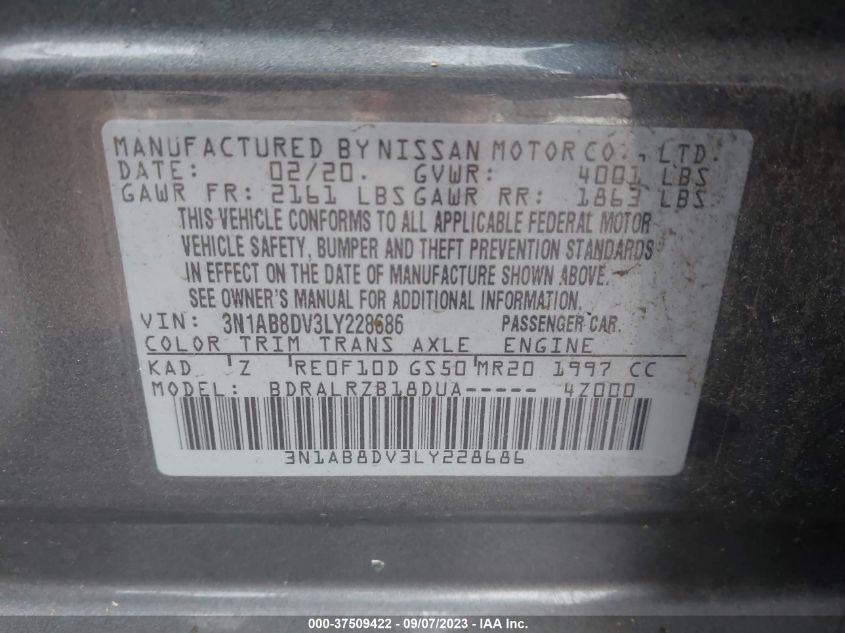 MANUFACTURED BY NISSAN MOTOR CO., LTD.
DATE: 02/20. GVWR: 4001 LBS
GAWR FR: 2161 LBS GAWR RR: 1863 LBS
THIS VEHICLE CONFORMS TO ALL APPLICABLE FEDERAL MOTOR
VEHICLE SAFETY, BUMPER AND THEFT PREVENTION STANDARDS
IN EFFECT ON THE DATE OF MANUFACTURE SHOWN ABOVE.
SEE OWNER'S MANUAL FOR ADDITIONAL INFORMATION.
VIN: 3N1AB8DV3LY228686 PASSENGER CAR.
COLOR TRIM TRANS AXLE ENGINE
KAD Z RE0F10D GS50 MR20 1997 CC
MODEL: BDRALRZB18DUA----- 4Z000
3N1AB8DV3LY228686
000-37509422 - 09/07/2023 - IAA Inc.